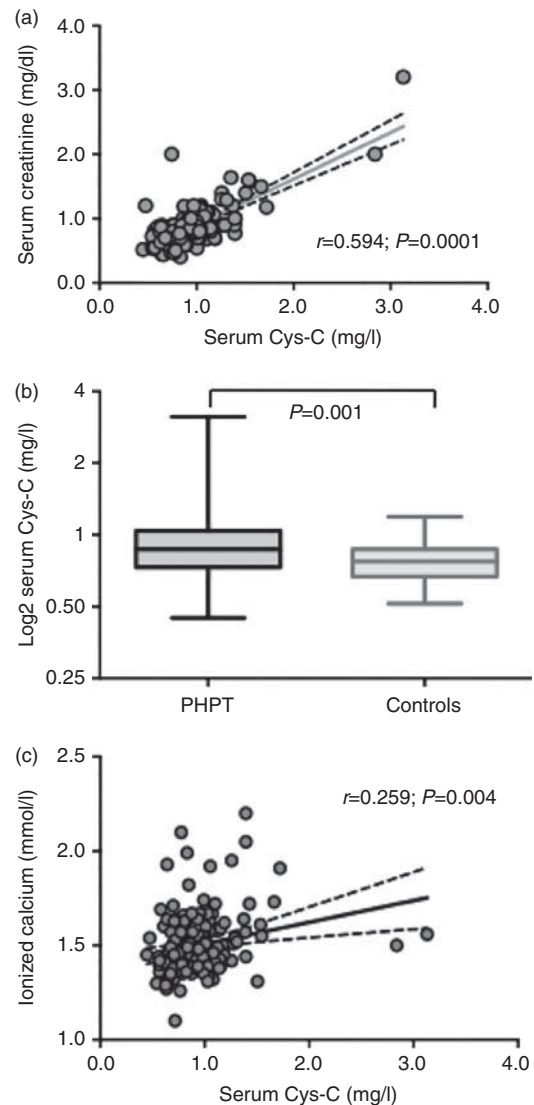 (a)
Serum creatinine (mg/dl)
4.0
3.0
2.0
1.0
0.0
r=0.594; P=0.0001
0.0 1.0 2.0 3.0 4.0
Serum Cys-C (mg/l)
(b)
Log2 serum Cys-C (mg/l)
4
2
1
0.50
0.25
P=0.001
PHPT Controls
(c)
Ionized calcium (mmol/l)
2.5
2.0
1.5
1.0
r=0.259; P=0.004
0.0 1.0 2.0 3.0 4.0
Serum Cys-C (mg/l)